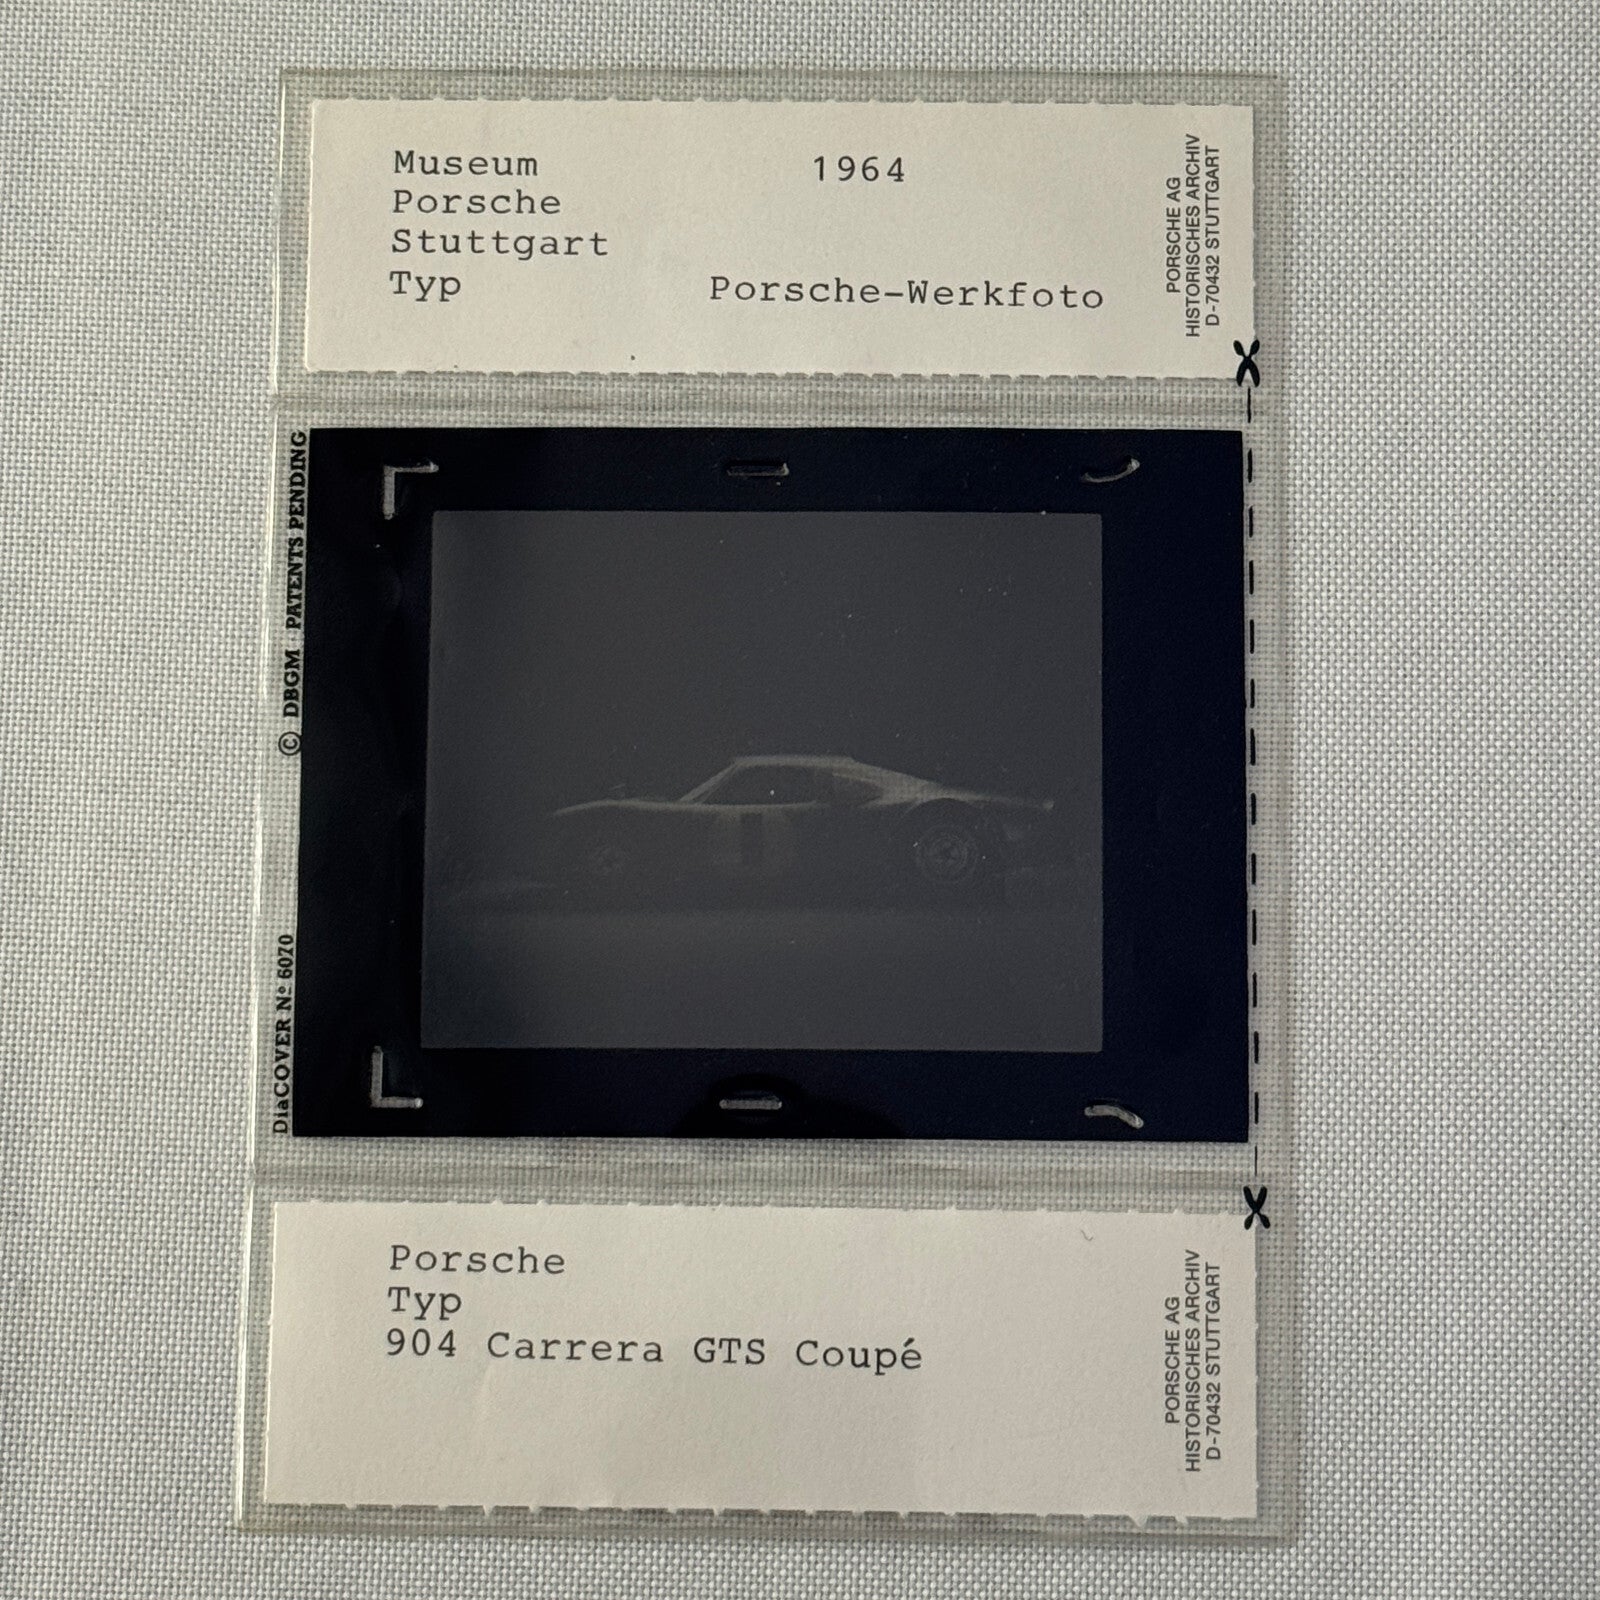 Museum
Porsche
Stuttgart
Typ
1964
Porsche-Werkfoto
PORSCHE AG
HISTORISCHES ARCHIV
D-70432 STUTTGART
© DBGM PATENTS PENDING
DiaCOVER Nº 6070
Porsche
Typ
904 Carrera GTS Coupé
PORSCHE AG
HISTORISCHES ARCHIV
D-70432 STUTTGART